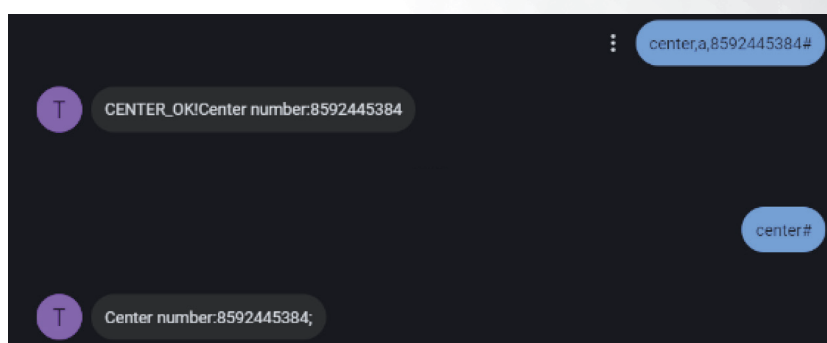 center,a,8592445384#
T
CENTER_OK!Center number:8592445384
center#
T
Center number:8592445384;